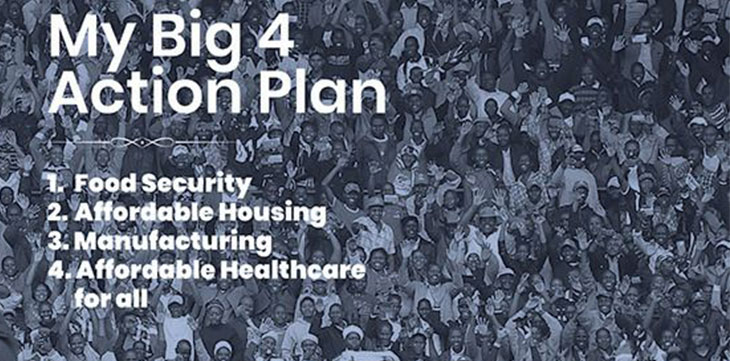 My Big 4
Action Plan
1. Food Security
2. Affordable Housing
3. Manufacturing
4. Affordable Healthcare
for all